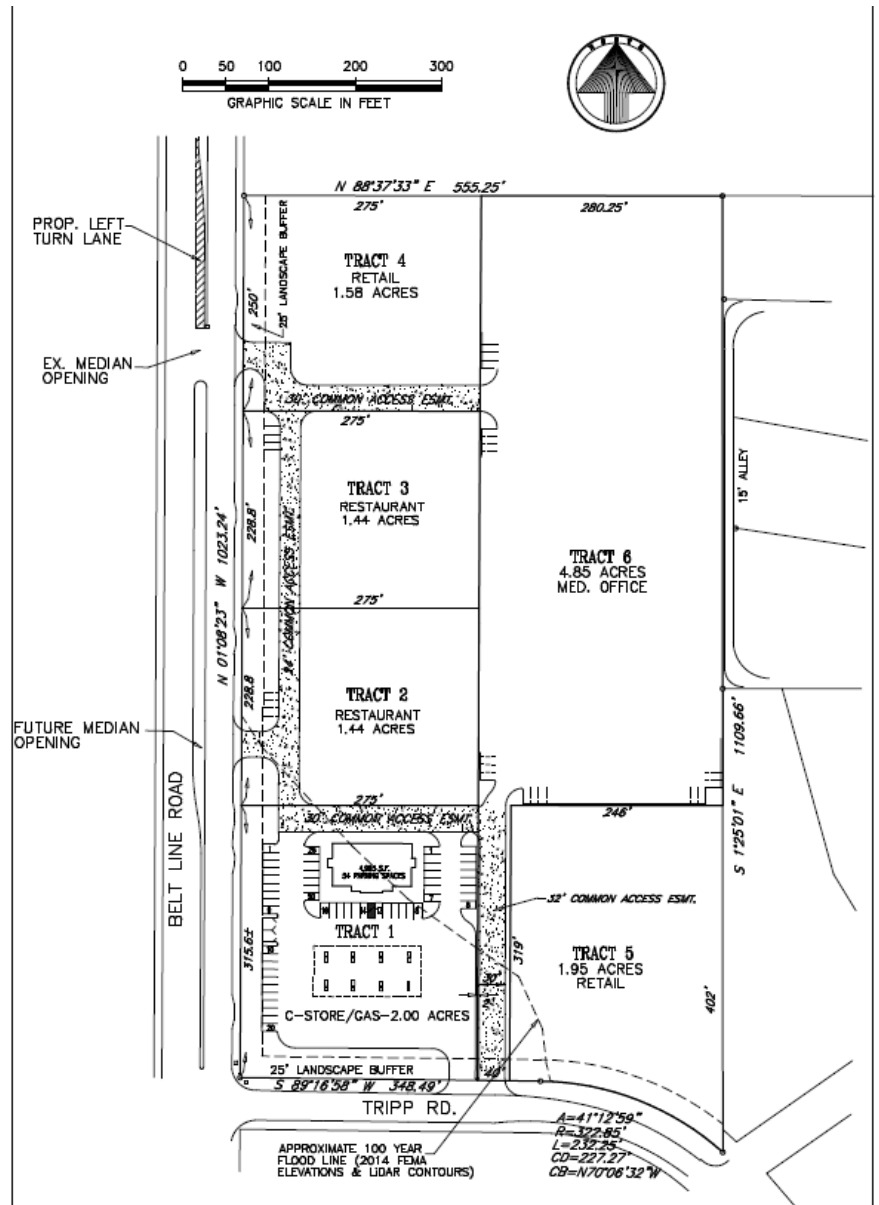 0 50 100 200 300
GRAPHIC SCALE IN FEET
NORTH
N 88°37'33" E 555.25'
275'
280.25'
PROP. LEFT
TURN LANE
25' LANDSCAPE BUFFER
TRACT 4
RETAIL
1.58 ACRES
250'
EX. MEDIAN
OPENING
30' COMMON ACCESS ESMT.
275'
TRACT 3
RESTAURANT
1.44 ACRES
228.8'
N 01°08'23" W 1023.24'
24' COMMON ACCESS ESMT.
15' ALLEY
TRACT 6
4.85 ACRES
MED. OFFICE
275'
TRACT 2
RESTAURANT
1.44 ACRES
228.8
FUTURE MEDIAN
OPENING
BELT LINE ROAD
S 1°25'01" E 1109.66'
275'
30' COMMON ACCESS ESMT.
246'
PARKING SPACES
32' COMMON ACCESS ESMT.
TRACT 1
315.6±
319'
TRACT 5
1.95 ACRES
RETAIL
402'
30'
C-STORE/GAS-2.00 ACRES
20
25' LANDSCAPE BUFFER
40'
S 89°16'58" W 348.49'
TRIPP RD.
APPROXIMATE 100 YEAR
FLOOD LINE (2014 FEMA
ELEVATIONS & LIDAR CONTOURS)
A=41°12'59"
R=322.85'
L=232.25'
CD=227.27'
CB=N70°06'32"W